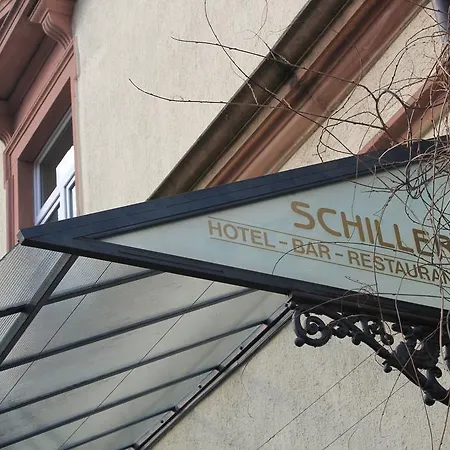 SCHILLER
HOTEL - BAR - RESTAURAN